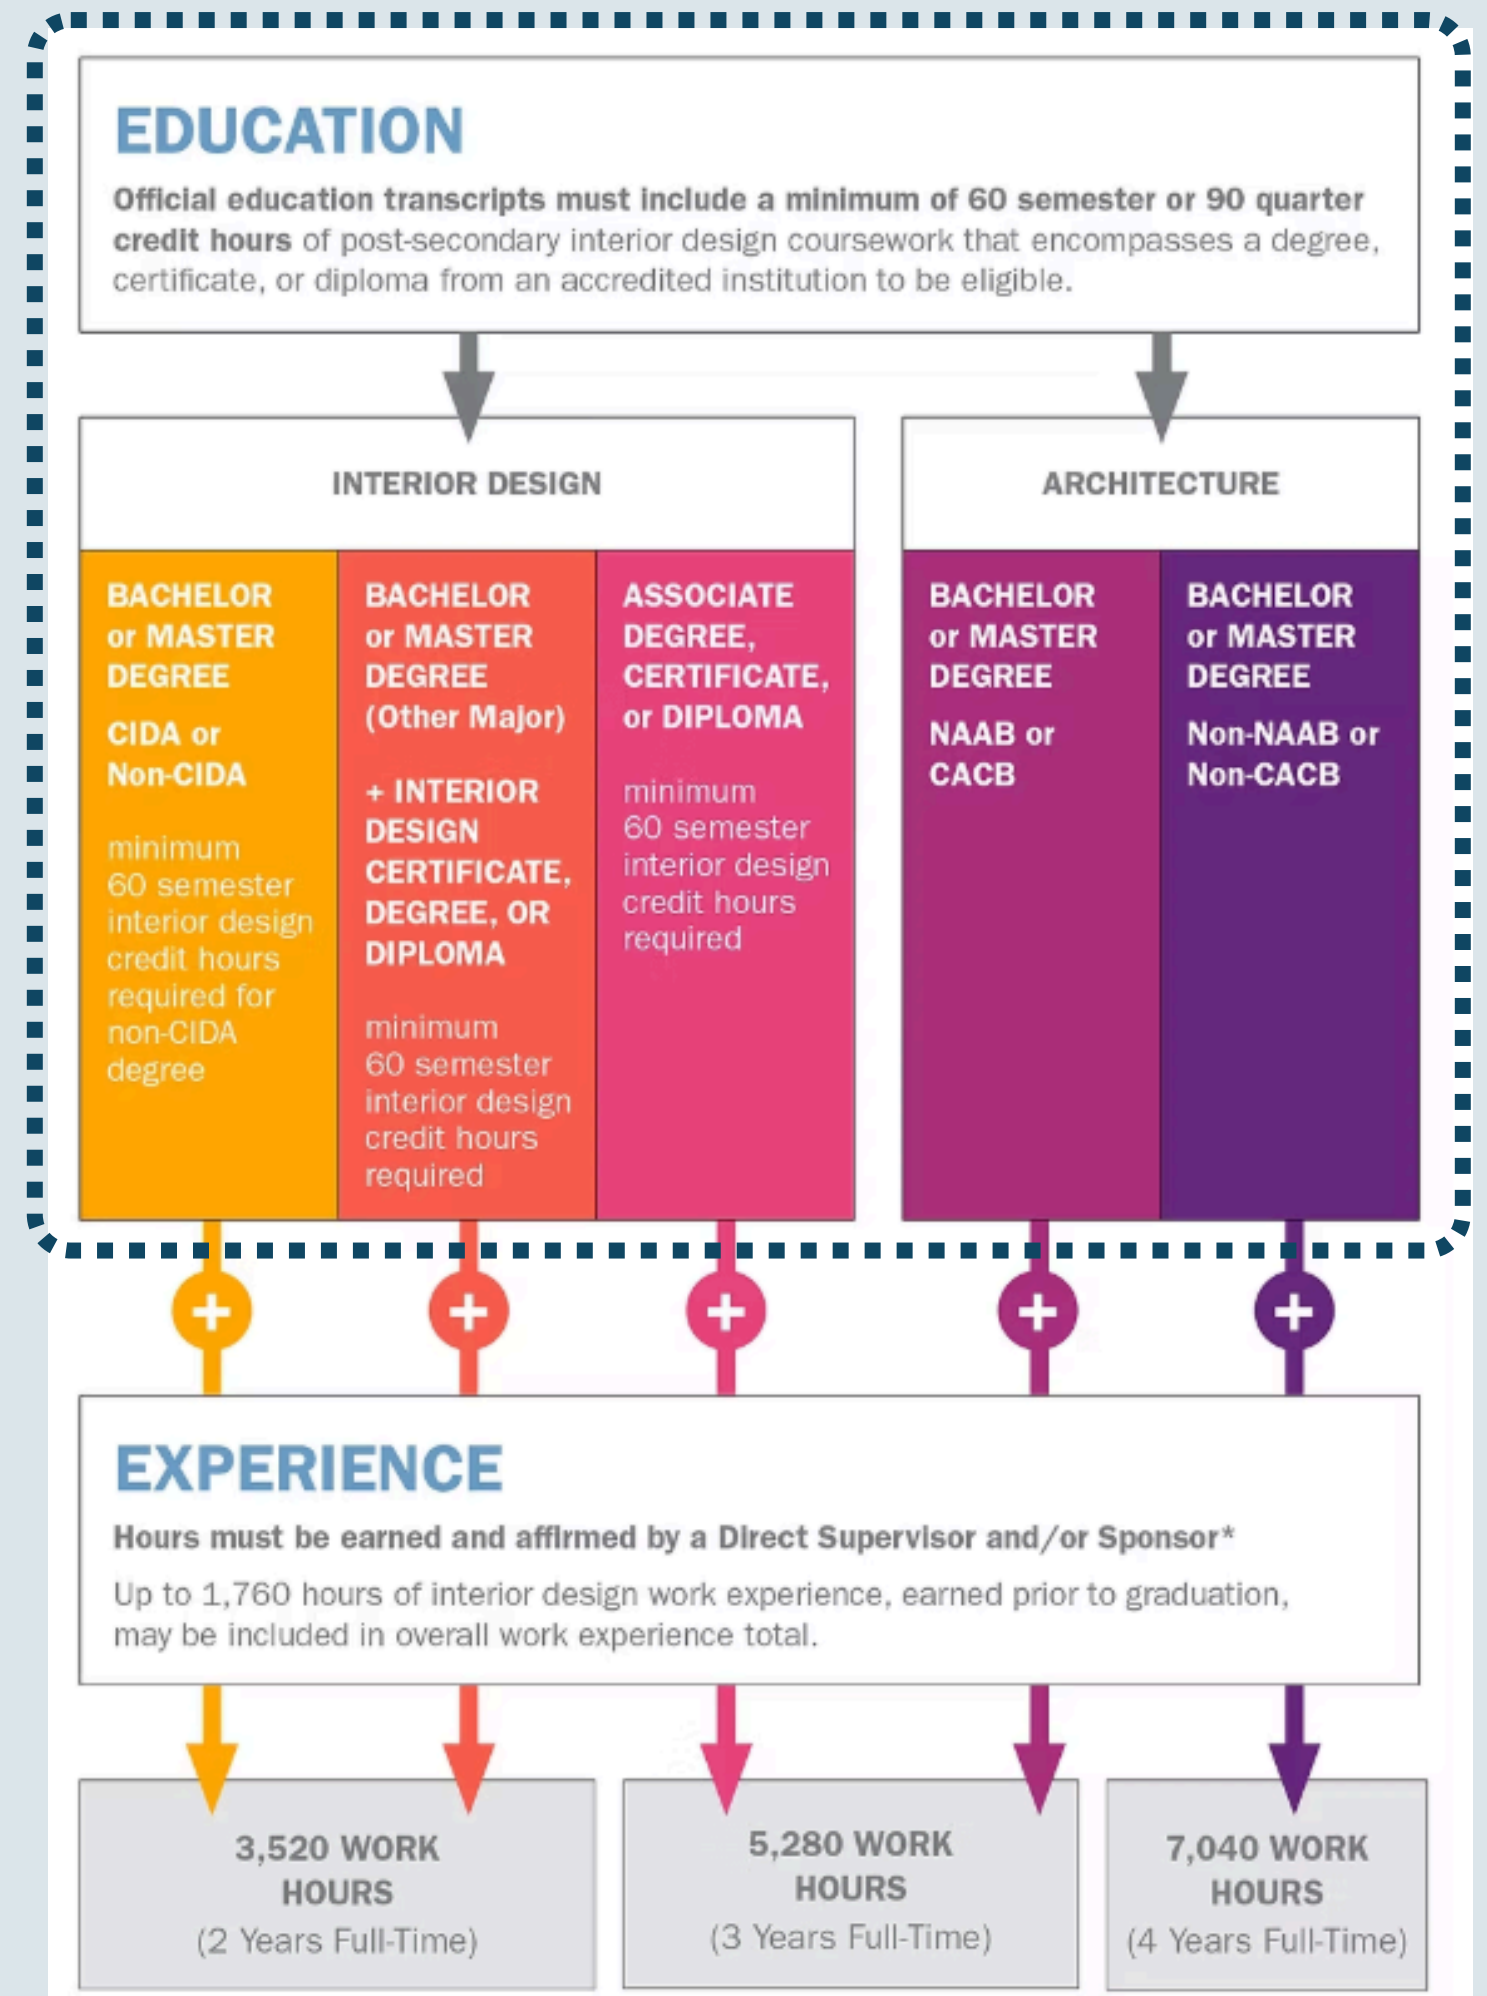 EDUCATION
Official education transcripts must include a minimum of 60 semester or 90 quarter
credit hours of post-secondary interior design coursework that encompasses a degree,
certificate, or diploma from an accredited institution to be eligible.
INTERIOR DESIGN
BACHELOR
or MASTER
DEGREE
CIDA or
Non-CIDA
minimum
60 semester
interior design
credit hours
required for
non-CIDA
degree
BACHELOR
or MASTER
DEGREE
(Other Major)
+ INTERIOR
DESIGN
CERTIFICATE,
DEGREE, OR
DIPLOMA
minimum
60 semester
interior design
credit hours
required
ASSOCIATE
DEGREE,
CERTIFICATE,
or DIPLOMA
minimum
60 semester
interior design
credit hours
required
ARCHITECTURE
BACHELOR
or MASTER
DEGREE
NAAB or
CACB
BACHELOR
or MASTER
DEGREE
Non-NAAB or
Non-CACB
+
+
+
+
+
EXPERIENCE
Hours must be earned and affirmed by a Direct Supervisor and/or Sponsor*
Up to 1,760 hours of interior design work experience, earned prior to graduation,
may be included in overall work experience total.
3,520 WORK
HOURS
(2 Years Full-Time)
5,280 WORK
HOURS
(3 Years Full-Time)
7,040 WORK
HOURS
(4 Years Full-Time)